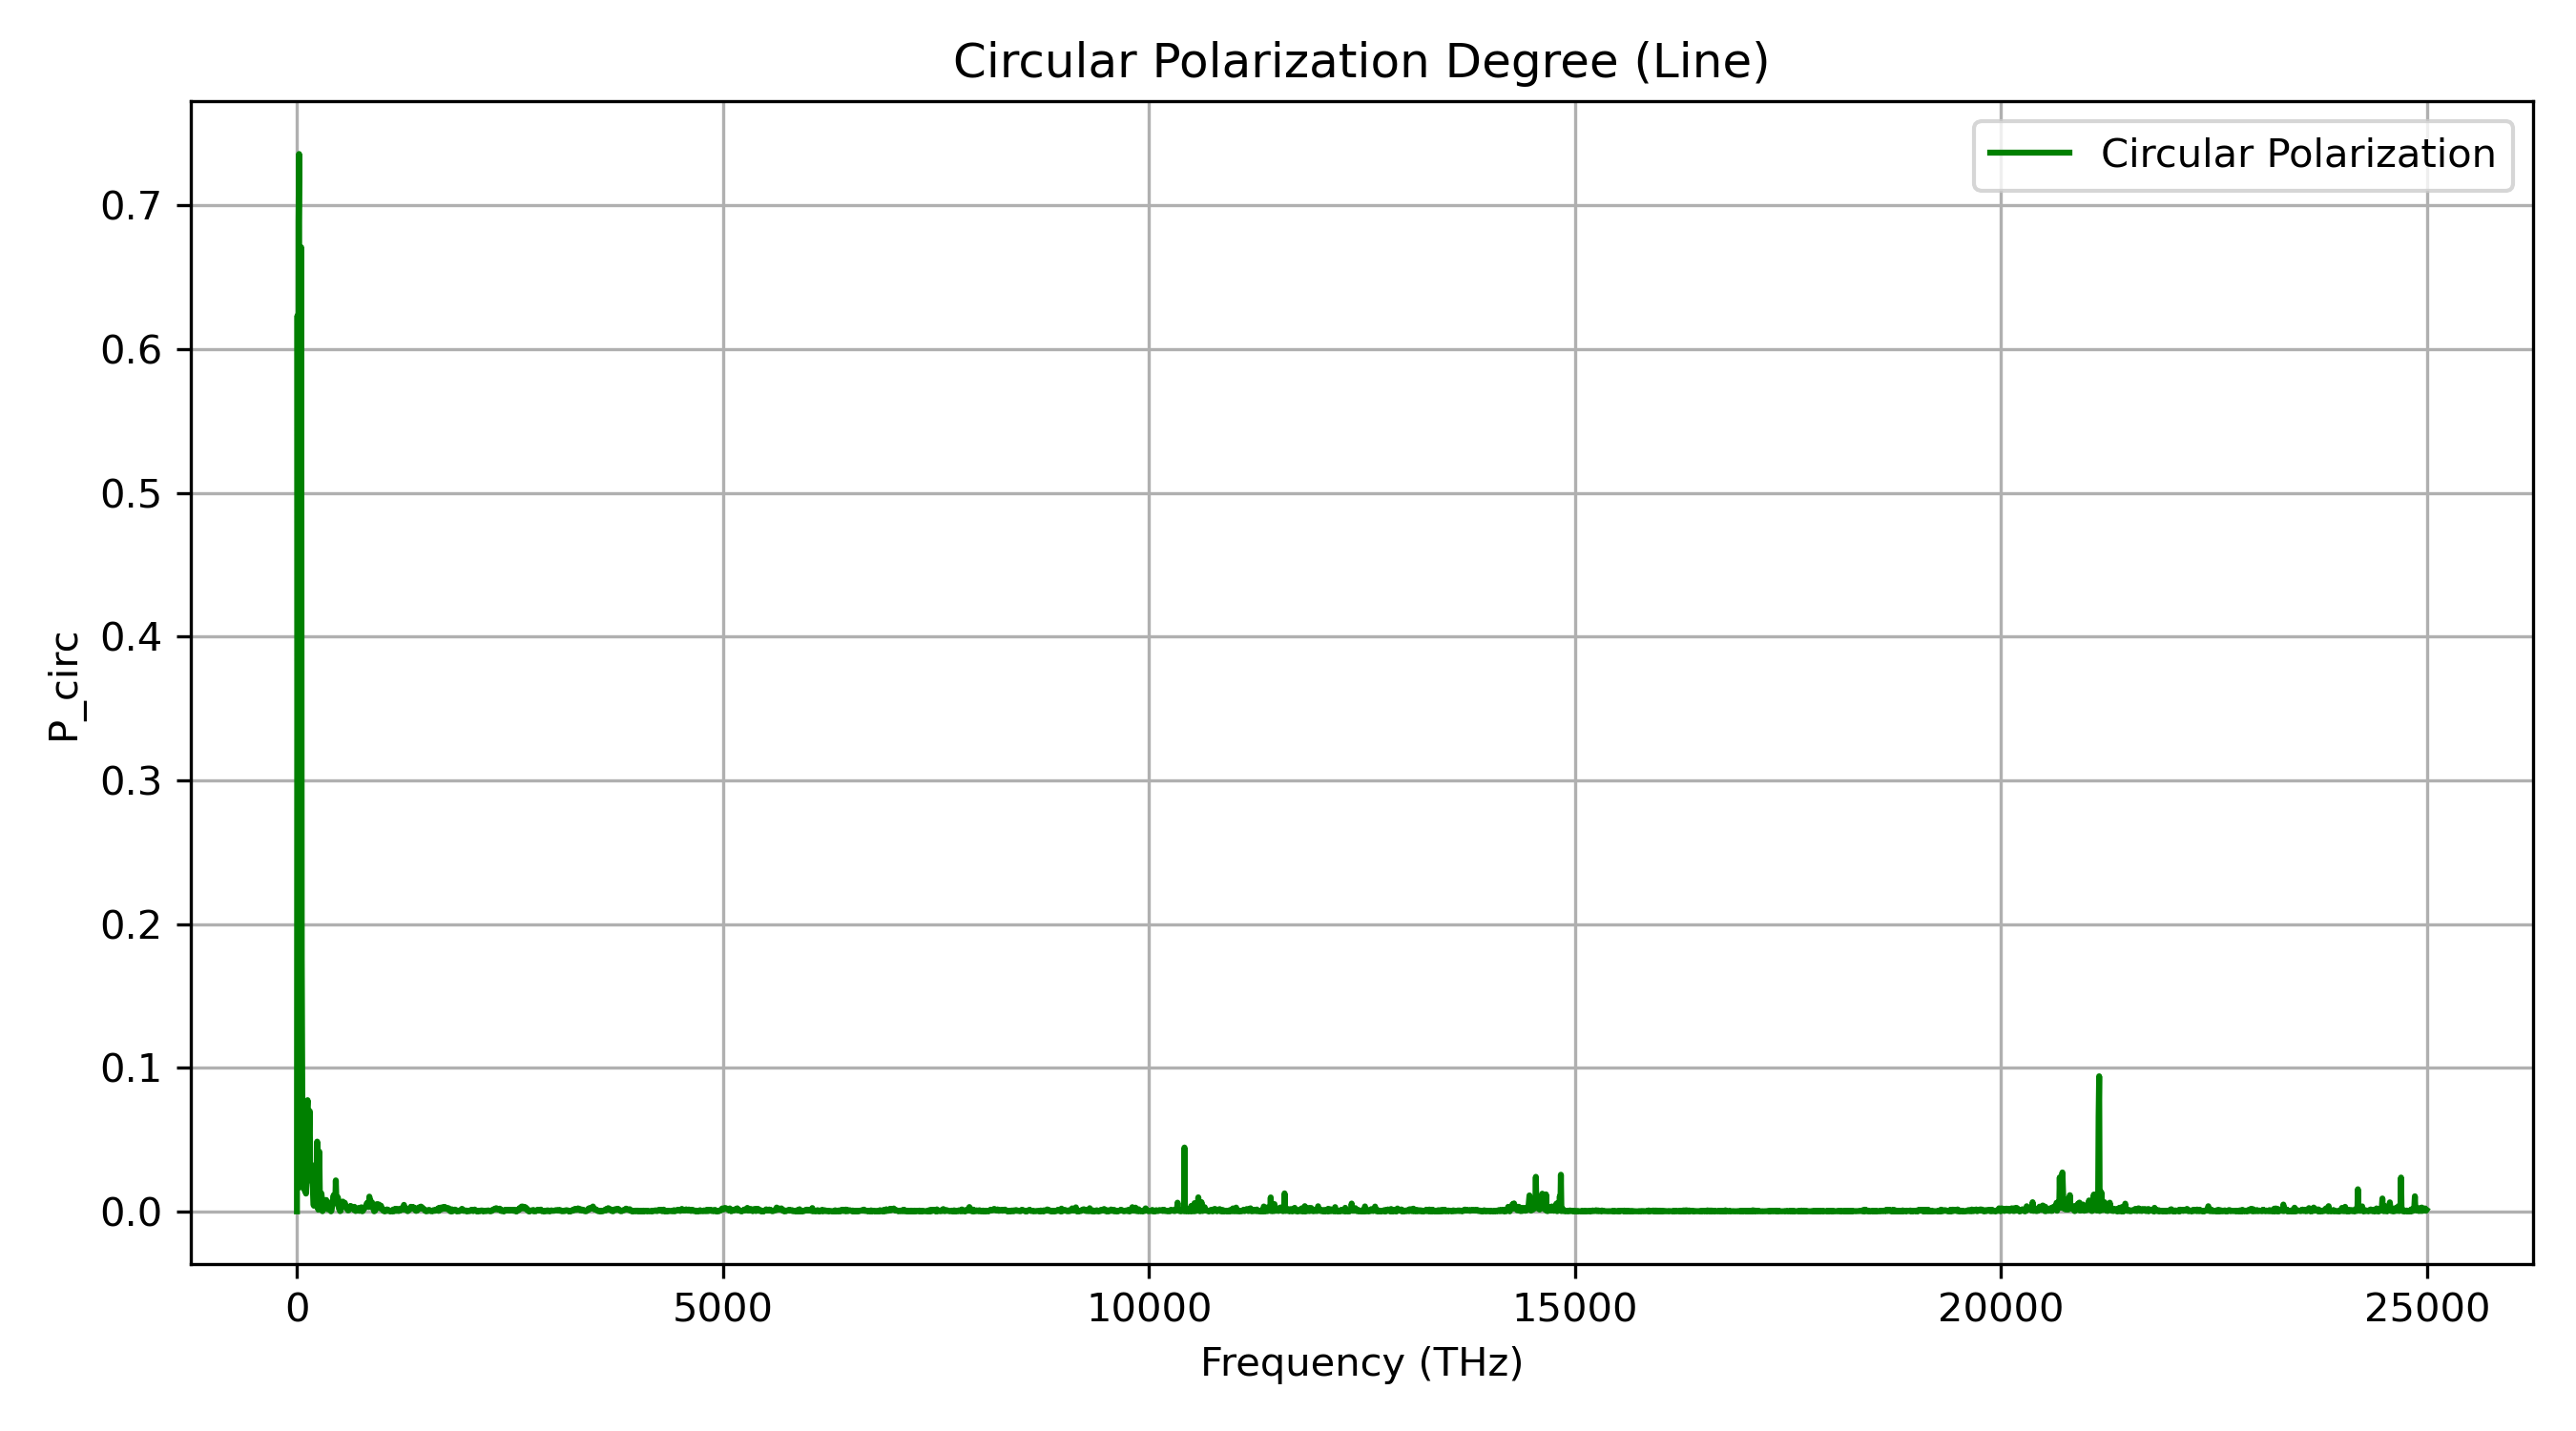 Circular Polarization Degree (Line)
Circular Polarization
0.7
0.6
0.5
0.4
0.3
0.2
0.1
0.0
P_circ
0 5000 10000 15000 20000 25000
Frequency (THz)